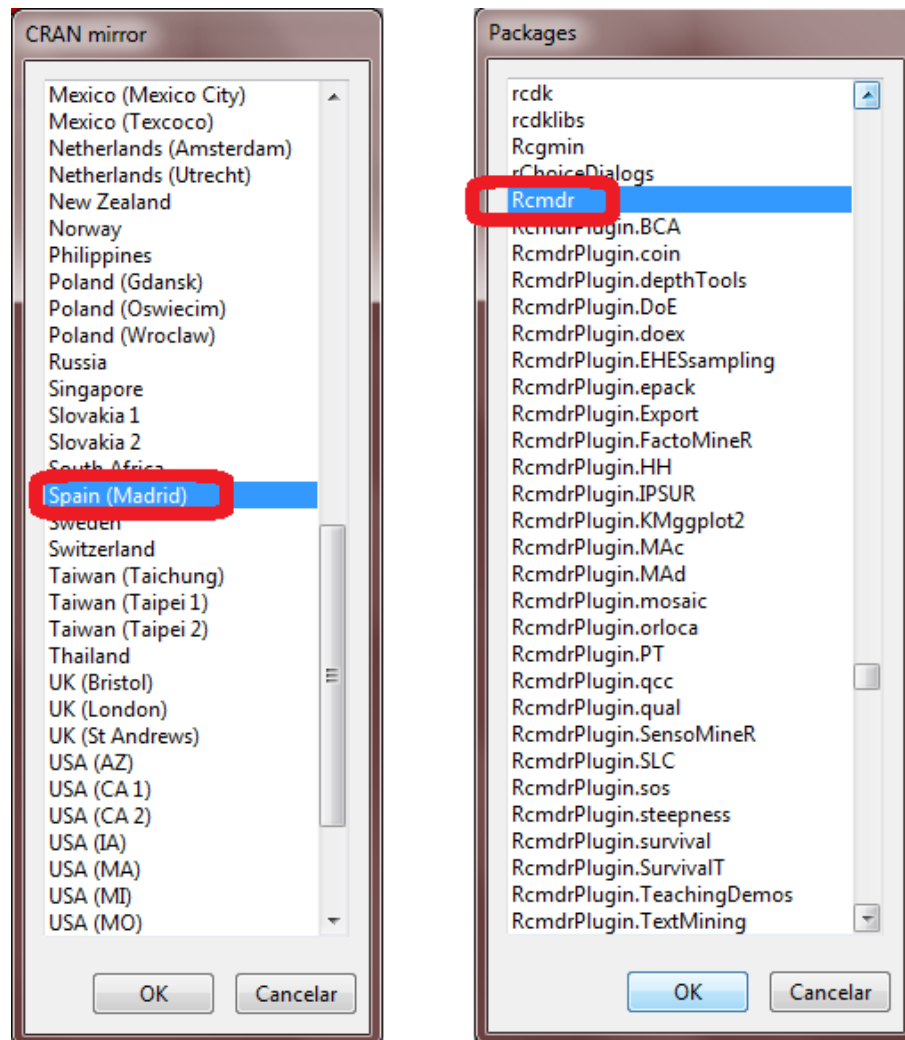 CRAN mirror
Mexico (Mexico City)
Mexico (Texcoco)
Netherlands (Amsterdam)
Netherlands (Utrecht)
New Zealand
Norway
Philippines
Poland (Gdansk)
Poland (Oswiecim)
Poland (Wroclaw)
Russia
Singapore
Slovakia 1
Slovakia 2
South Africa
Spain (Madrid)
Sweden
Switzerland
Taiwan (Taichung)
Taiwan (Taipei 1)
Taiwan (Taipei 2)
Thailand
UK (Bristol)
UK (London)
UK (St Andrews)
USA (AZ)
USA (CA 1)
USA (CA 2)
USA (IA)
USA (MA)
USA (MI)
USA (MO)
OK
Cancelar
Packages
rcdk
rcdklibs
Rcgmin
rChoiceDialogs
Rcmdr
RcmdrPlugin.BCA
RcmdrPlugin.coin
RcmdrPlugin.depthTools
RcmdrPlugin.DoE
RcmdrPlugin.doex
RcmdrPlugin.EHESsampling
RcmdrPlugin.epack
RcmdrPlugin.Export
RcmdrPlugin.FactoMineR
RcmdrPlugin.HH
RcmdrPlugin.IPSUR
RcmdrPlugin.KMggplot2
RcmdrPlugin.MAc
RcmdrPlugin.MAd
RcmdrPlugin.mosaic
RcmdrPlugin.orloca
RcmdrPlugin.PT
RcmdrPlugin.qcc
RcmdrPlugin.qual
RcmdrPlugin.SensoMineR
RcmdrPlugin.SLC
RcmdrPlugin.sos
RcmdrPlugin.steepness
RcmdrPlugin.survival
RcmdrPlugin.SurvivalT
RcmdrPlugin.TeachingDemos
RcmdrPlugin.TextMining
OK
Cancelar